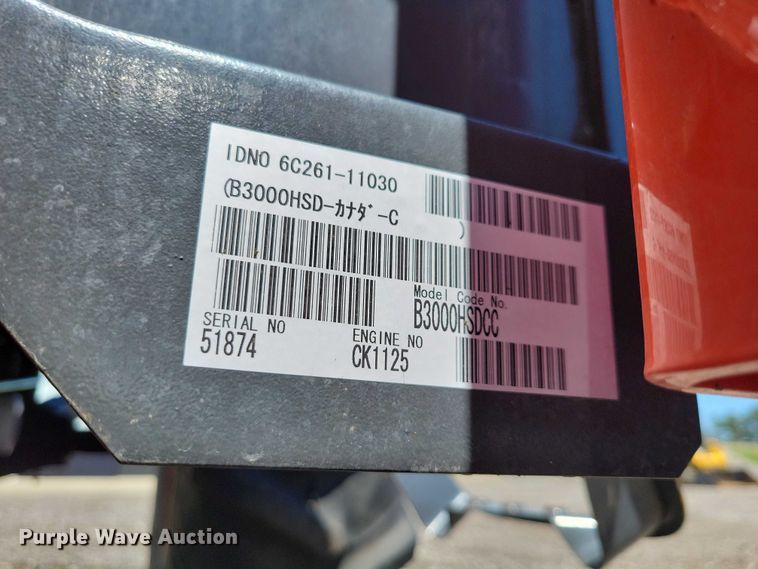 IDNO 6C261-11030
(B3000HSD-ｶﾅﾀﾞ-C )
Model Code No.
B3000HSDCC
SERIAL NO
51874
ENGINE NO
CK1125
Purple Wave Auction®